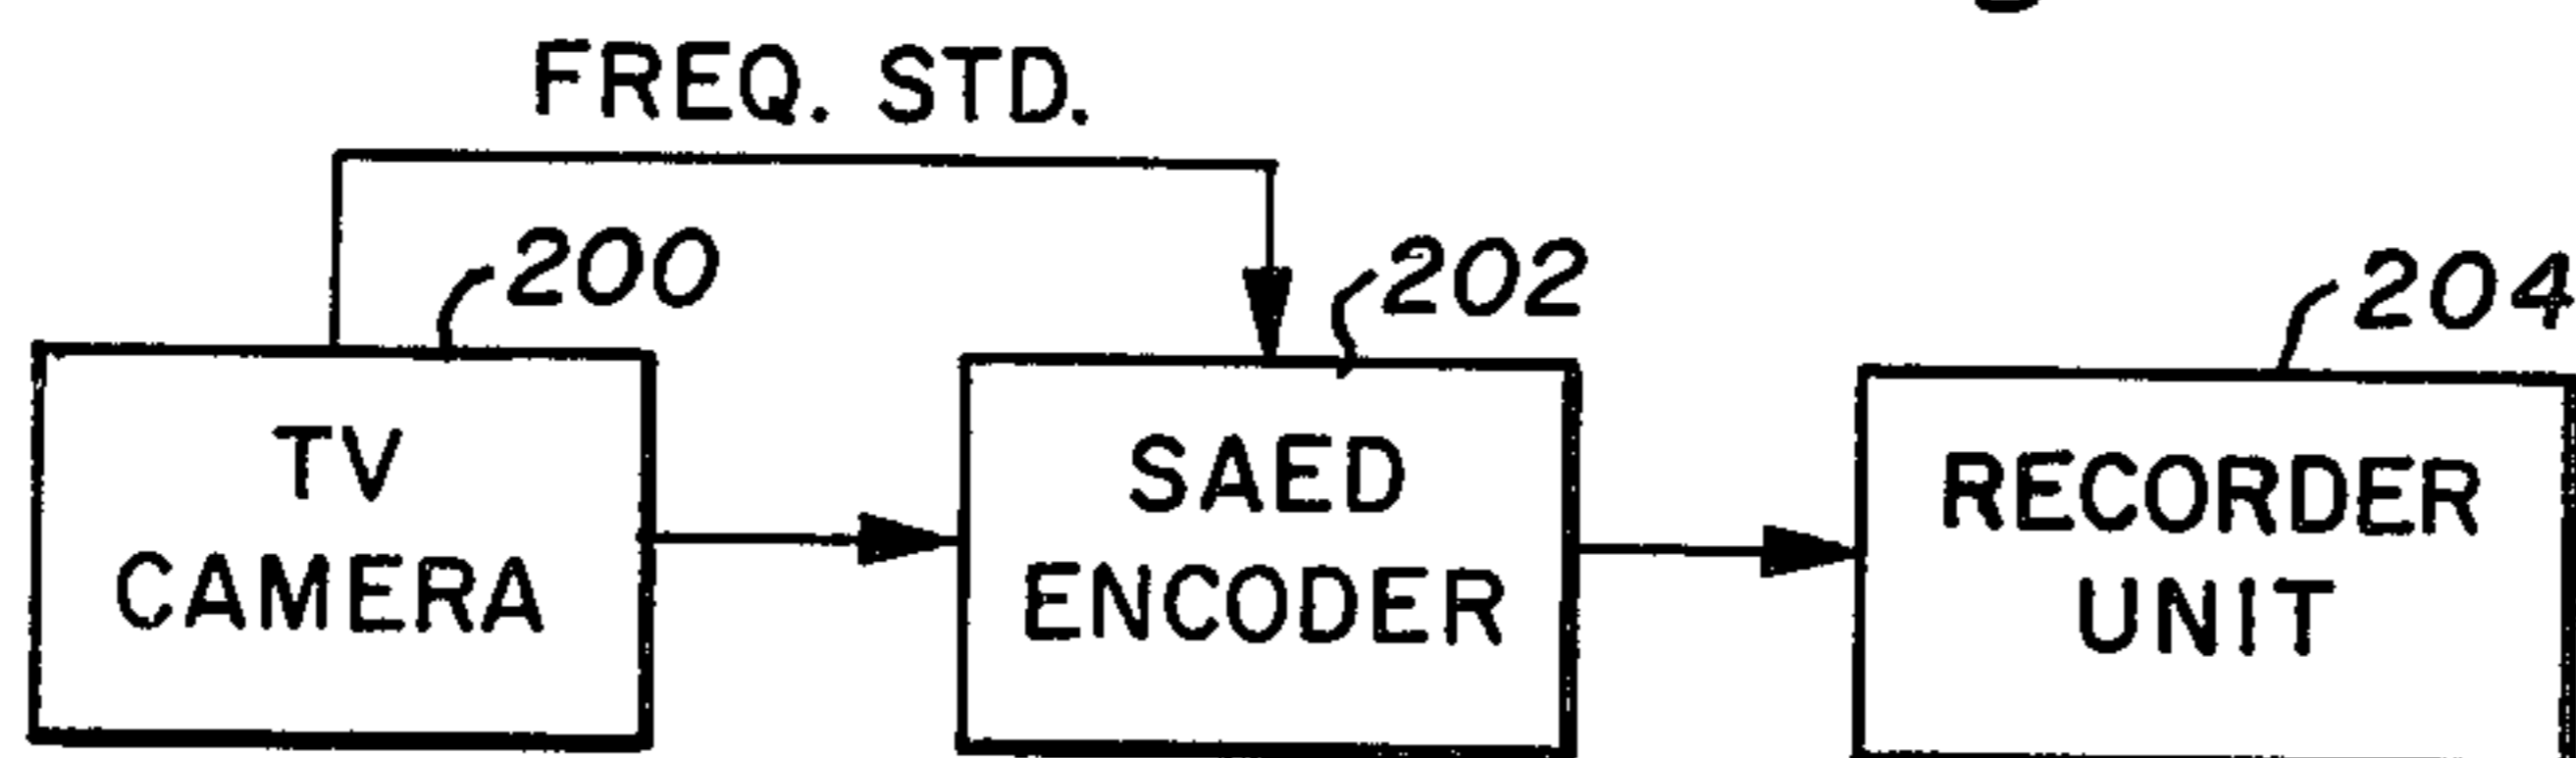 FREQ. STD.
200
202
204
TV
CAMERA
SAED
ENCODER
RECORDER
UNIT